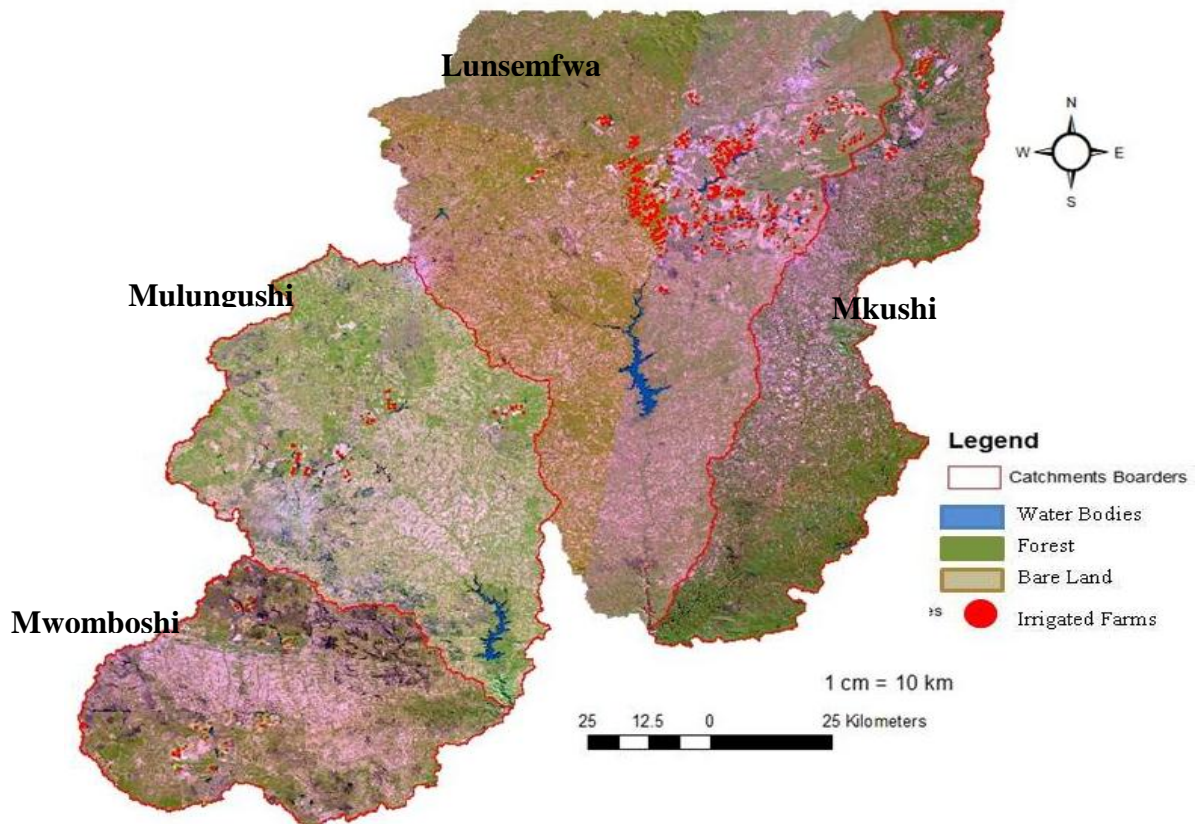 Lunsemfwa
N
W E
S
Mulungushi
Mkushi
Legend
Catchments Boarders
Water Bodies
Forest
Bare Land
es
Irrigated Farms
Mwomboshi
1 cm = 10 km
25 12.5 0 25 Kilometers